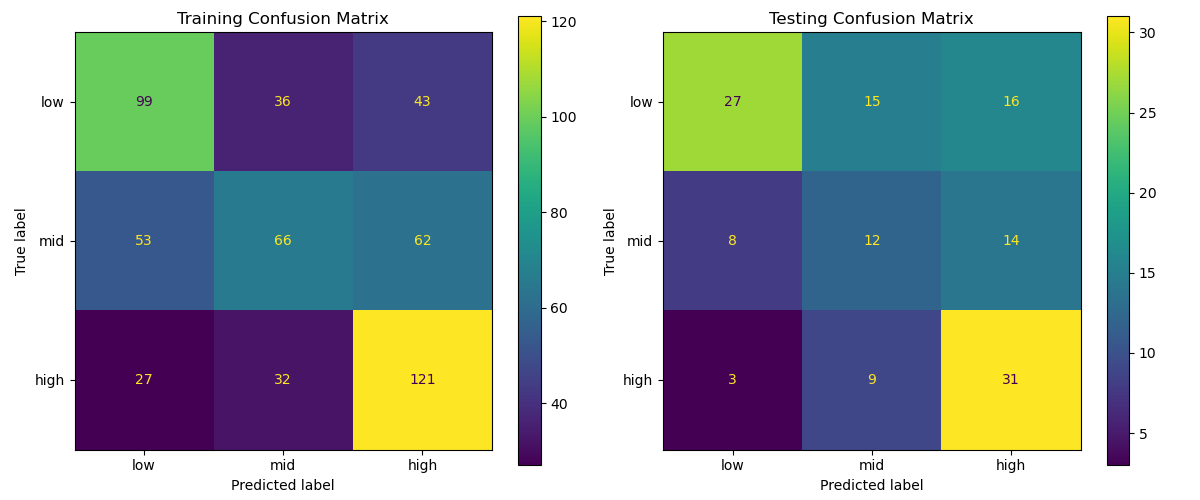 Training Confusion Matrix
True label
low
mid
high
99 36 43
53 66 62
27 32 121
low mid high
Predicted label
120
100
80
60
40
Testing Confusion Matrix
True label
low
mid
high
27 15 16
8 12 14
3 9 31
low mid high
Predicted label
30
25
20
15
10
5